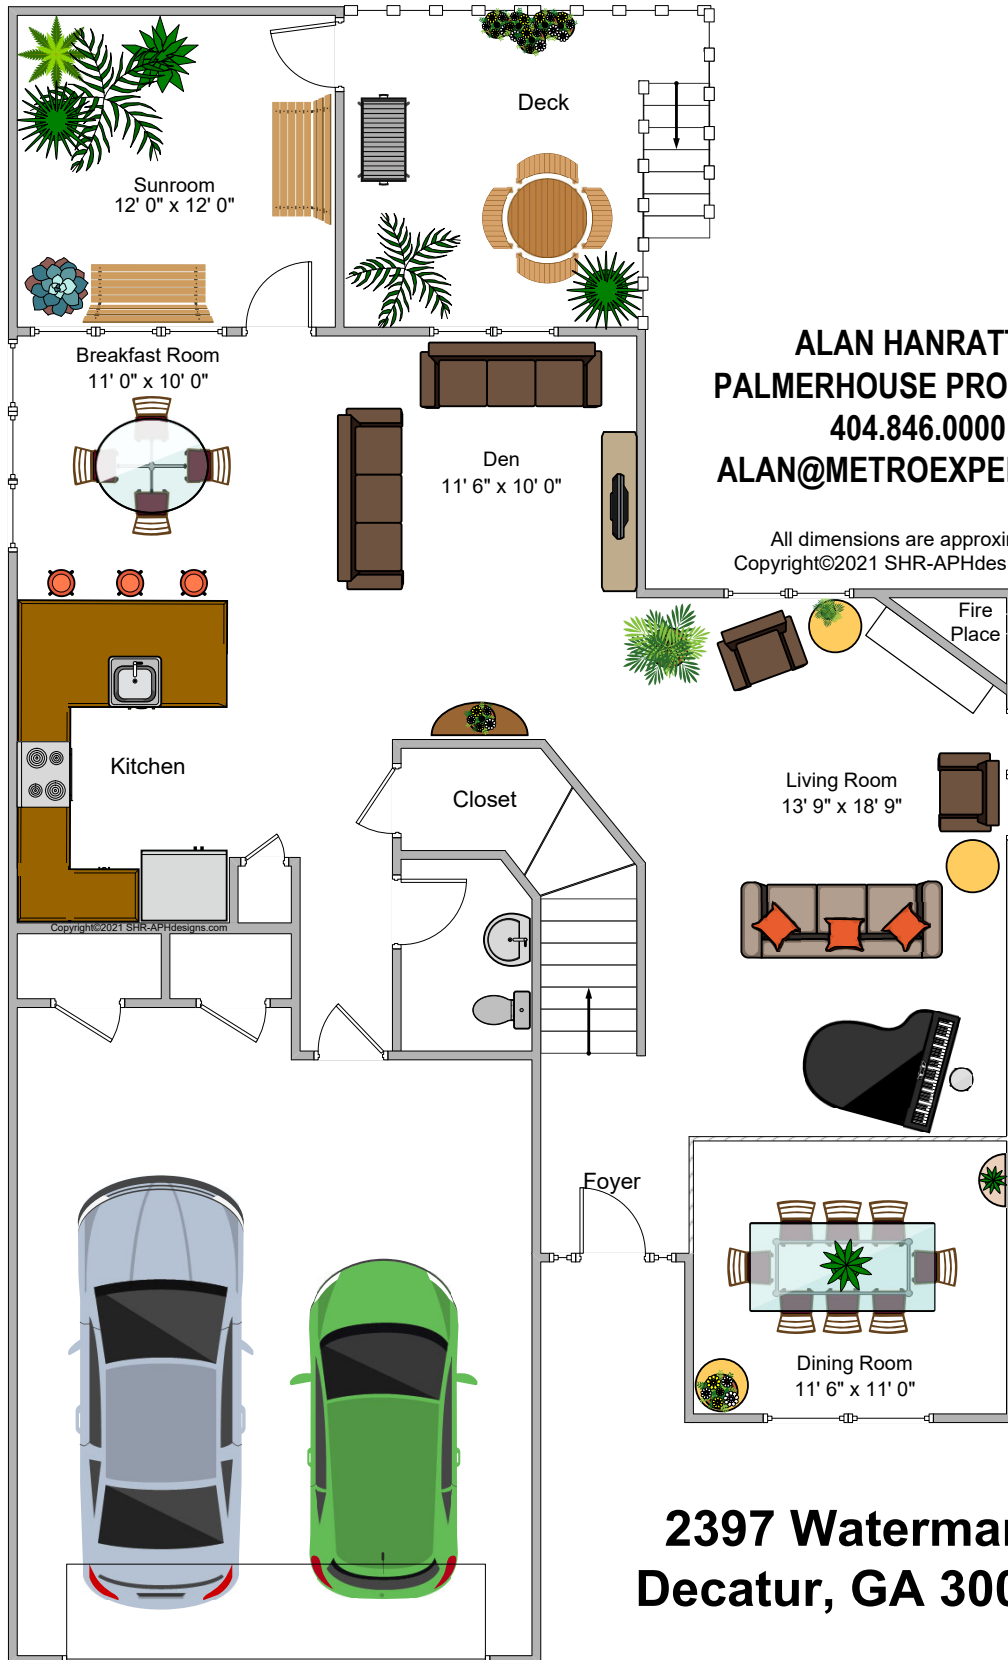 Deck
Sunroom
12' 0" x 12' 0"
Breakfast Room
11' 0" x 10' 0"
Den
11' 6" x 10' 0"
ALAN HANRAT
PALMERHOUSE PRO
404.846.0000
ALAN@METROEXPE
All dimensions are approxi
Copyright©2021 SHR-APHdes
Fire
Place
Kitchen
Closet
Living Room
13' 9" x 18' 9"
Copyright©2021 SHR-APHdesigns.com
Foyer
Dining Room
11' 6" x 11' 0"
2397 Waterma
Decatur, GA 300